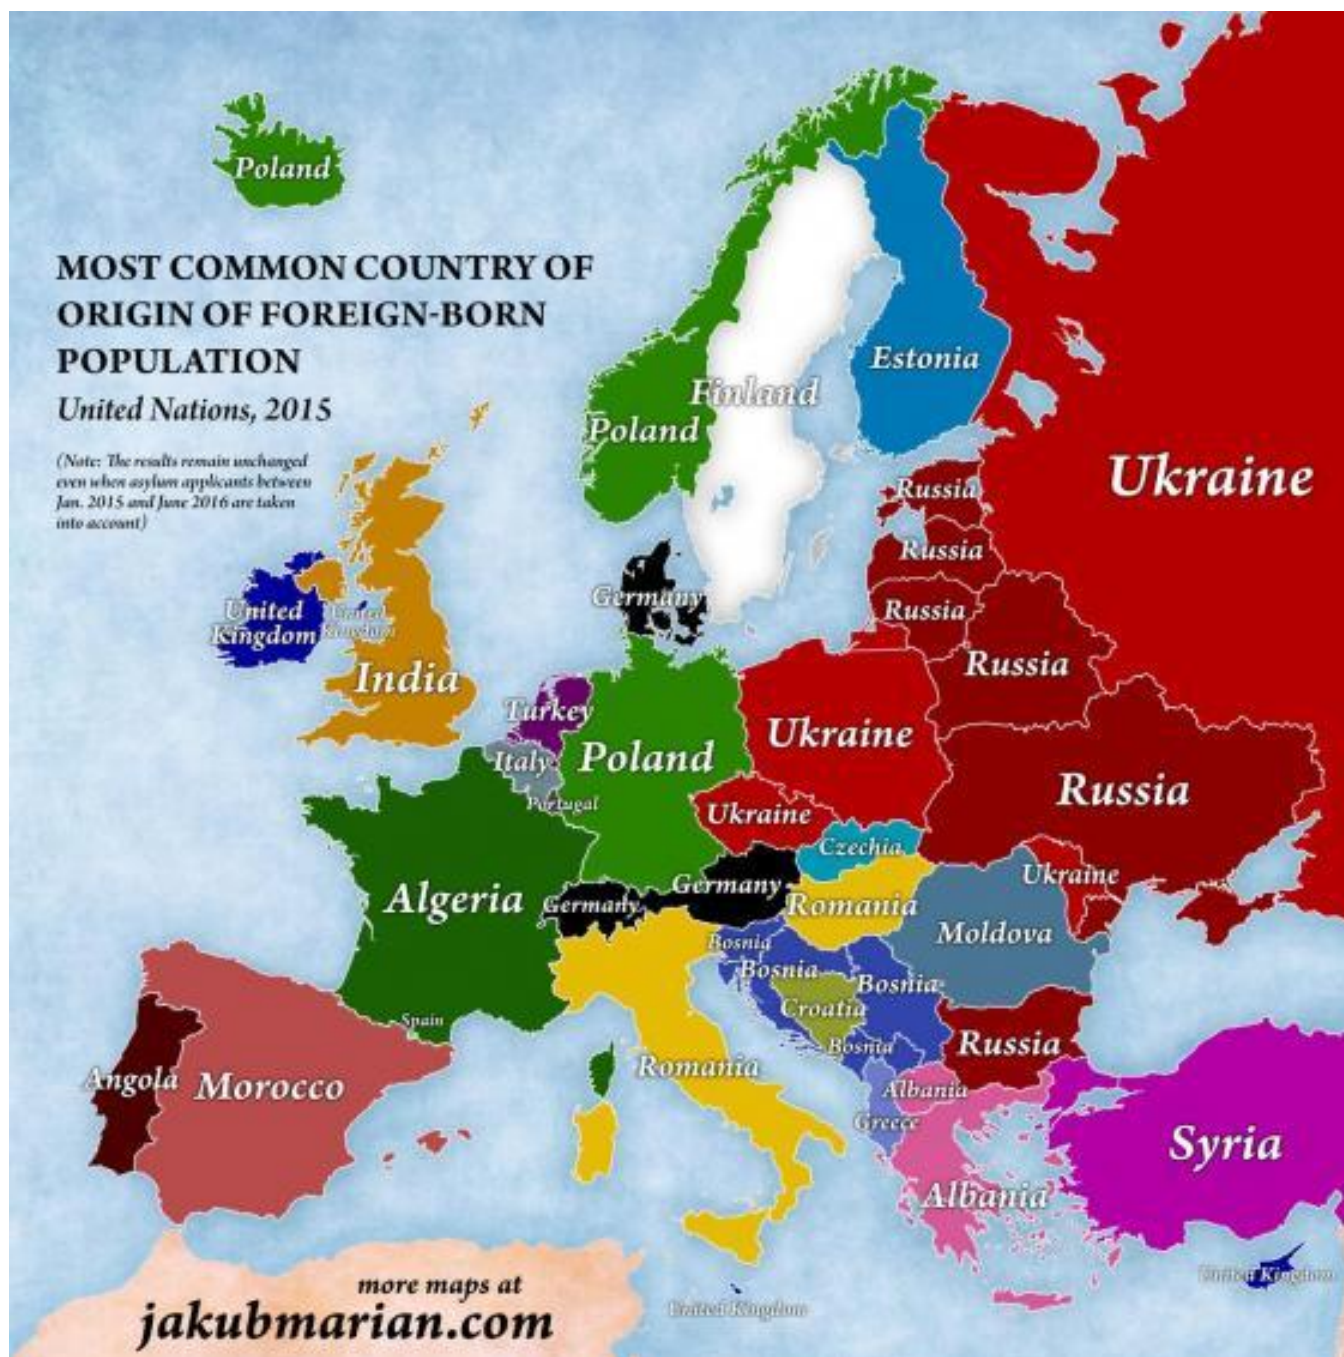 Poland
MOST COMMON COUNTRY OF
ORIGIN OF FOREIGN-BORN
POPULATION
United Nations, 2015
(Note: The results remain unchanged
even when asylum applicants between
Jan. 2015 and June 2016 are taken
into account)
Estonia
Finland
Poland
Ukraine
Russia
Russia
Germany
Russia
United
Kingdom
United
Kingdom
Russia
India
Turkey
Ukraine
Italy
Poland
Russia
Portugal
Ukraine
Czechia
Ukraine
Germany
Algeria
Germany
Romania
Moldova
Bosnia
Bosnia
Bosnia
Croatia
Spain
Bosnia
Russia
Romania
Angola
Morocco
Albania
Greece
Syria
Albania
United Kingdom
more maps at
jakubmarian.com
United Kingdom